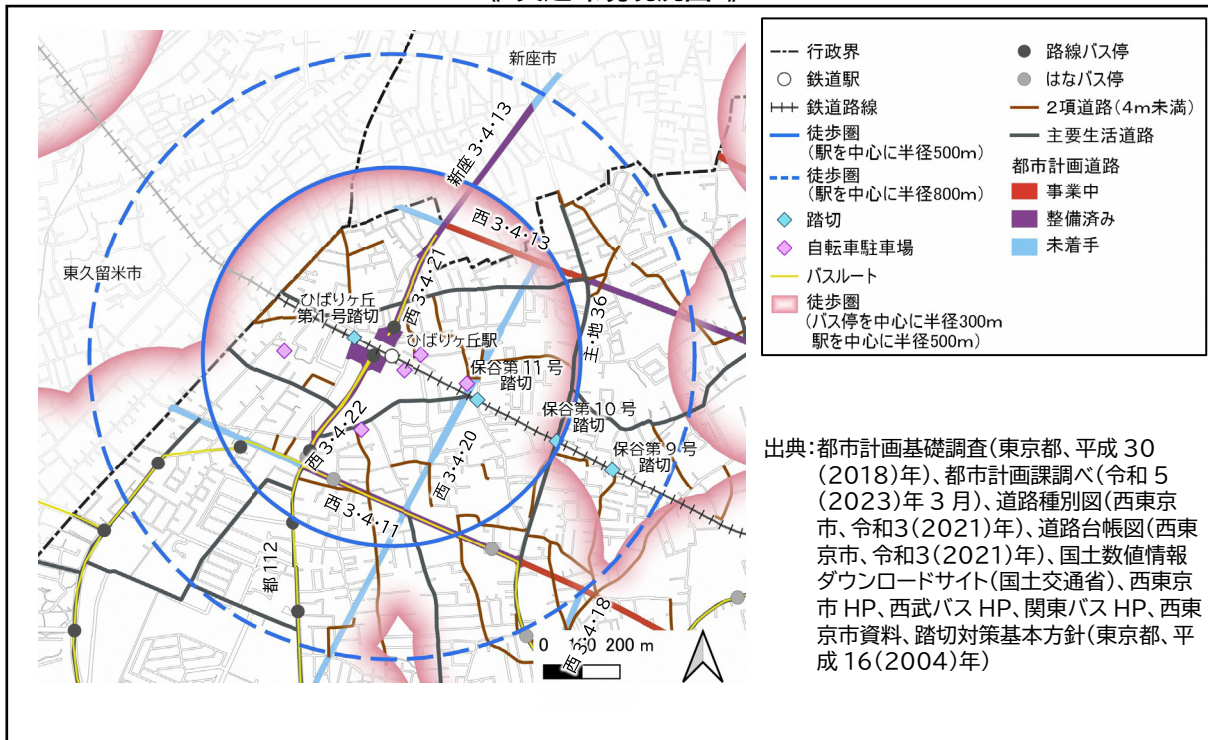 新座市
新座 3・4・13
西 3・4・13
東久留米市
西 3・4・21
ひばりヶ丘
第1号踏切
ひばりヶ丘駅
主・地 36
保谷第 11 号
踏切
保谷第 10 号
踏切
保谷第 9 号
踏切
西 3・4・22
西 3・4・20
西 3・4・11
都 112
西 3・4・18
0
200 m
行政界
鉄道駅
鉄道路線
徒歩圏
(駅を中心に半径500m)
徒歩圏
(駅を中心に半径800m)
踏切
自転車駐車場
バスルート
徒歩圏
(バス停を中心に半径300m
駅を中心に半径500m)
路線バス停
はなバス停
2項道路(4m未満)
主要生活道路
都市計画道路
事業中
整備済み
未着手
出典:都市計画基礎調査(東京都、平成 30
(2018)年)、都市計画課調べ(令和 5
(2023)年 3 月)、道路種別図(西東京
市、令和3(2021)年)、道路台帳図(西東
京市、令和3(2021)年)、国土数値情報
ダウンロードサイト(国土交通省)、西東京
市 HP、西武バス HP、関東バス HP、西東
京市資料、踏切対策基本方針(東京都、平
成 16(2004)年)